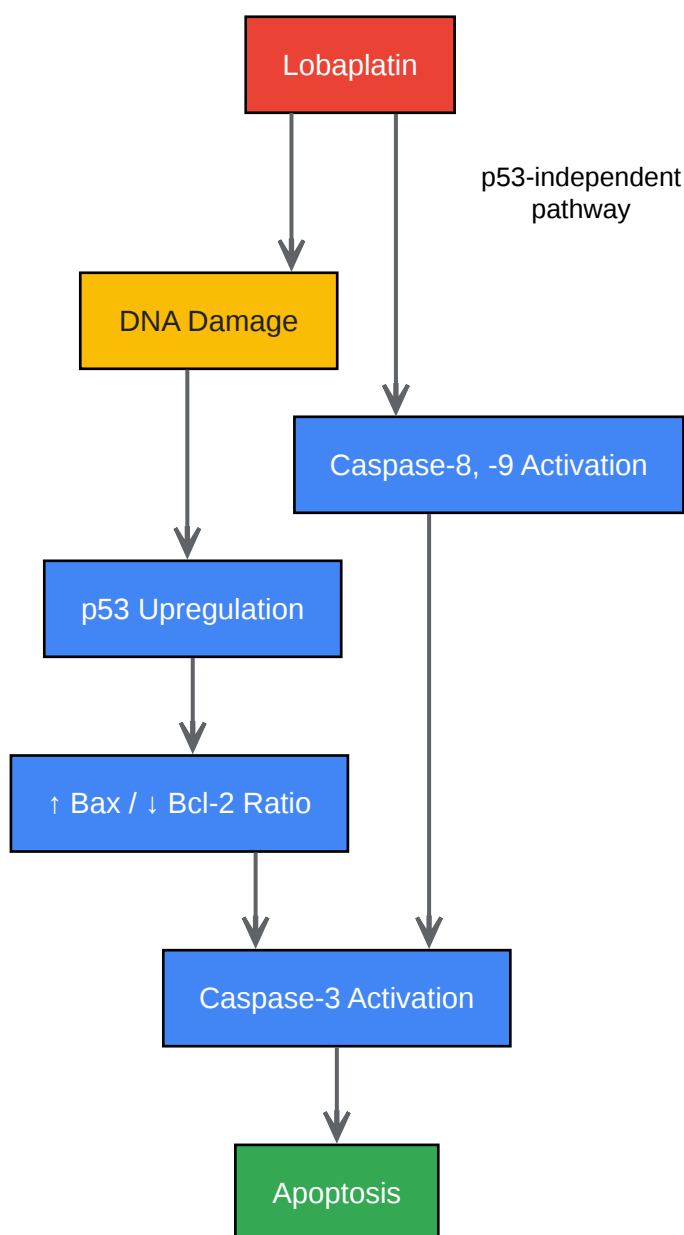 Lobaplatin
p53-independent
pathway
DNA Damage
Caspase-8, -9 Activation
p53 Upregulation
↑ Bax / ↓ Bcl-2 Ratio
Caspase-3 Activation
Apoptosis